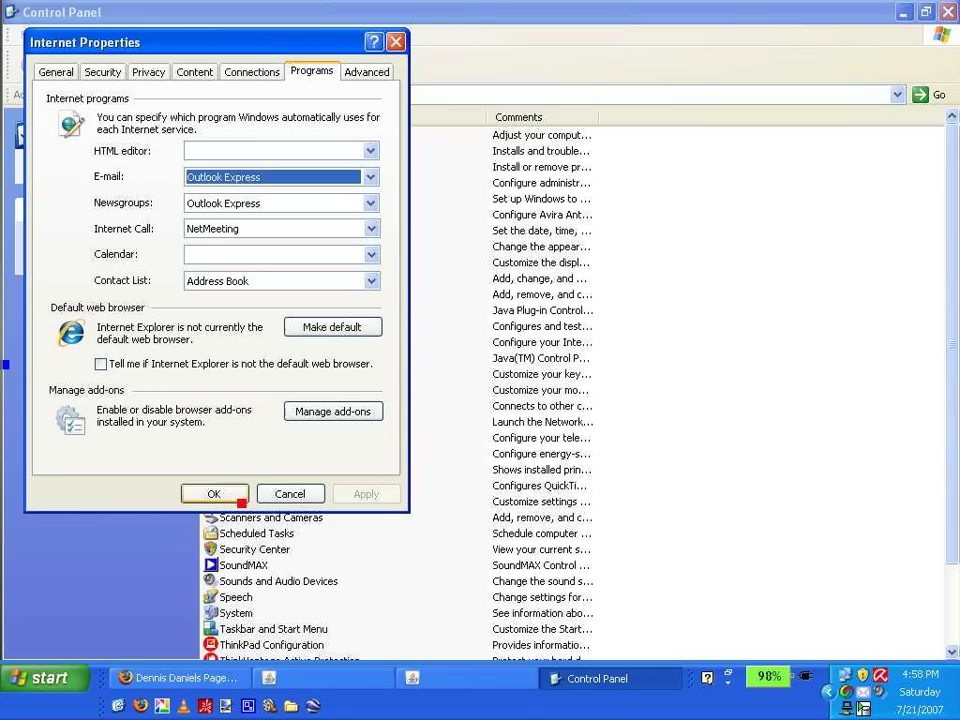 Control Panel
Internet Properties
General Security Privacy Content Connections Programs Advanced
Internet programs
You can specify which program Windows automatically uses for
each Internet service.
HTML editor:
E-mail: Outlook Express
Newsgroups: Outlook Express
Internet Call: NetMeeting
Calendar:
Contact List: Address Book
Default web browser
Internet Explorer is not currently the
default web browser.
Make default
Tell me if Internet Explorer is not the default web browser.
Manage add-ons
Enable or disable browser add-ons
installed in your system.
Manage add-ons
OK Cancel Apply
Go
Comments
Adjust your comput...
Installs and trouble...
Install or remove pr...
Configure administr...
Set up Windows to ...
Configure Avira Ant...
Set the date, time, ...
Change the appear...
Customize the displ...
Add, change, and ...
Add, remove, and c...
Java Plug-in Control...
Configures and test...
Configure your Inte...
Java(TM) Control P...
Customize your key...
Customize your mo...
Connects to other c...
Launch the Network...
Configure your tele...
Configure energy-s...
Shows installed prin...
Configures QuickTi...
Customize settings ...
Scanners and Cameras Add, remove, and c...
Scheduled Tasks Schedule computer ...
Security Center View your current s...
SoundMAX SoundMAX Control ...
Sounds and Audio Devices Change the sound s...
Speech Change settings for...
System See information abo...
Taskbar and Start Menu Customize the Start...
ThinkPad Configuration Provides informatio...
start
Dennis Daniels Page...
Control Panel
98%
4:58 PM
Saturday
7/21/2007